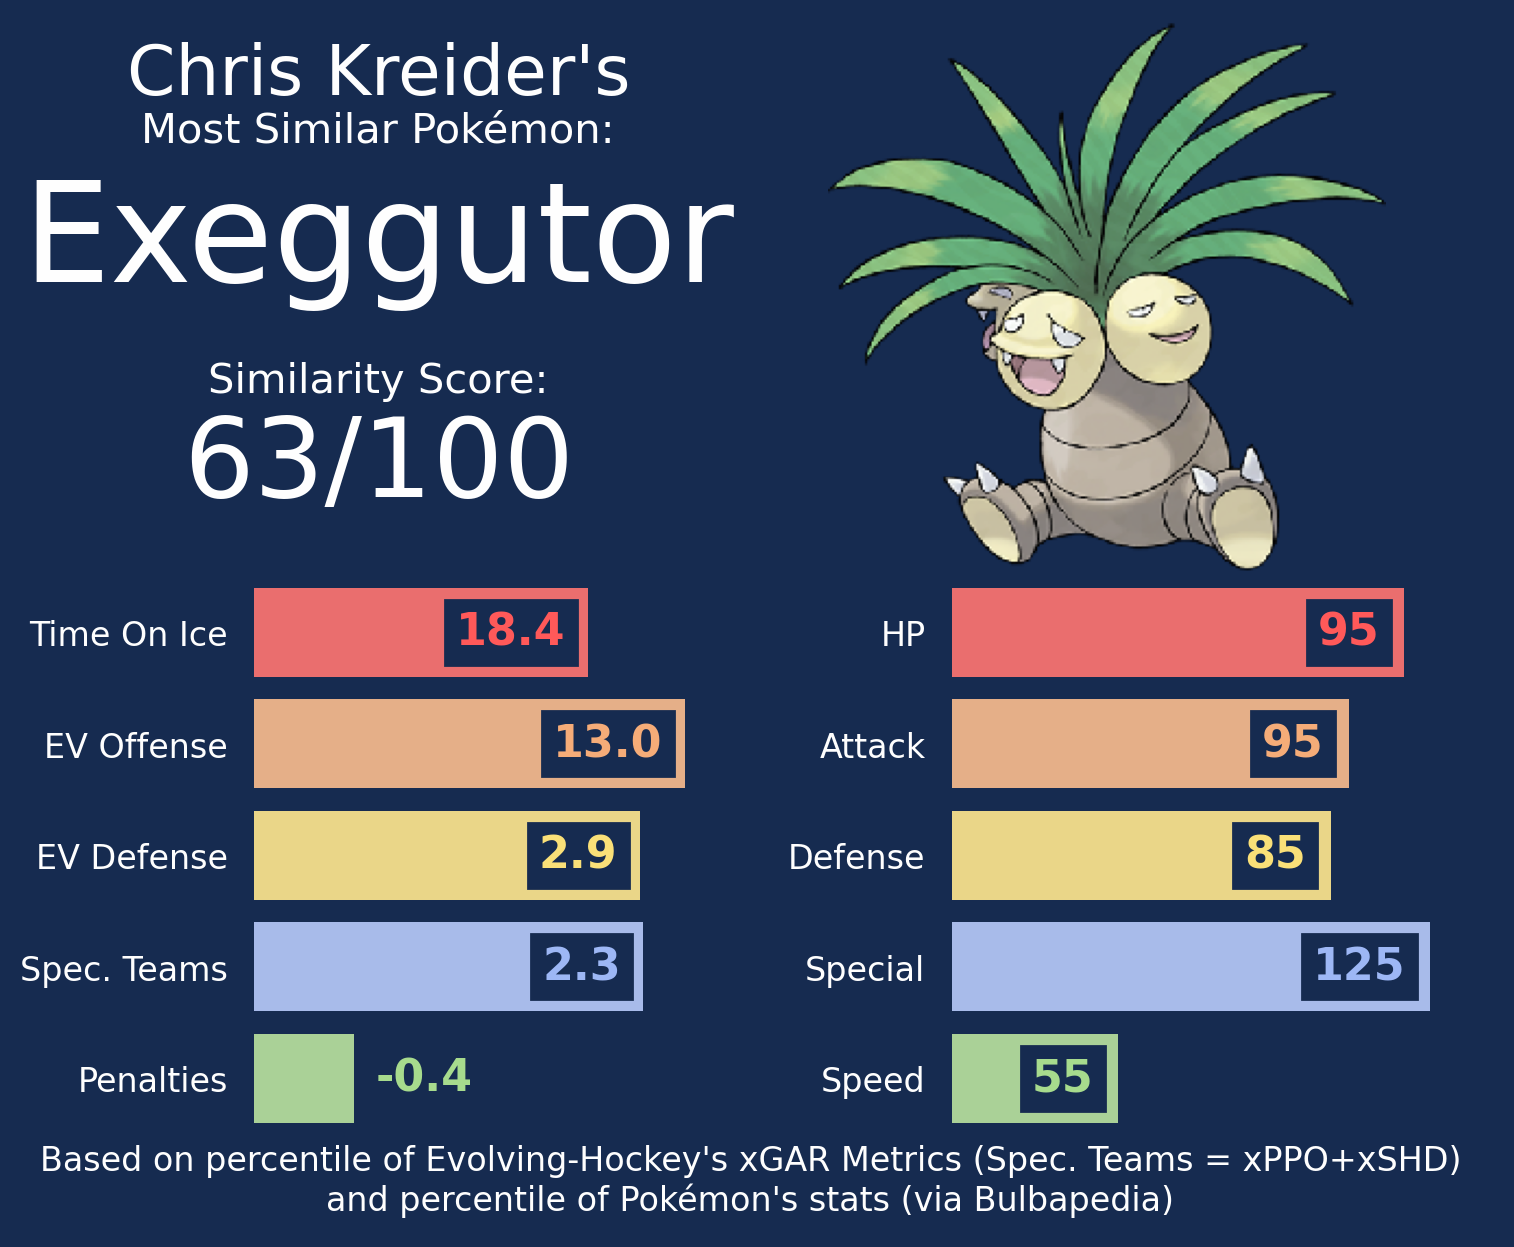 Chris Kreider's
Most Similar Pokémon:
Exeggutor
Similarity Score:
63/100
Time On Ice 18.4
EV Offense 13.0
EV Defense 2.9
Spec. Teams 2.3
Penalties -0.4
HP 95
Attack 95
Defense 85
Special 125
Speed 55
Based on percentile of Evolving-Hockey's xGAR Metrics (Spec. Teams = xPPO+xSHD)
and percentile of Pokémon's stats (via Bulbapedia)